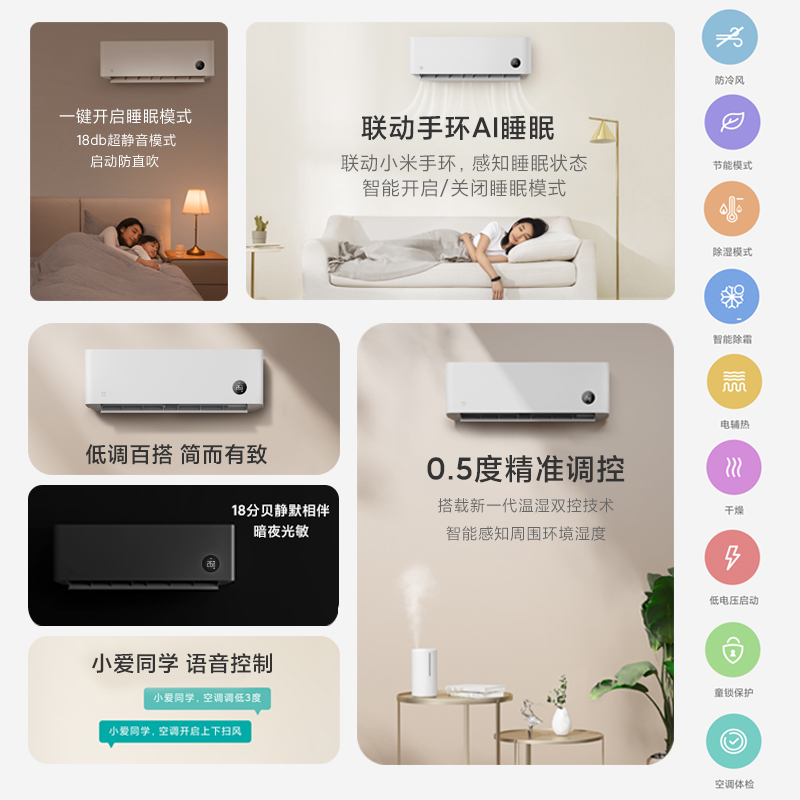 一键开启睡眠模式
18db超静音模式
启动防直吹
联动手环AI睡眠
联动小米手环，感知睡眠状态
智能开启/关闭睡眠模式
低调百搭 简而有致
18分贝静默相伴
暗夜光敏
小爱同学 语音控制
小爱同学，空调调低3度
小爱同学，空调开启上下扫风
0.5度精准调控
搭载新一代温湿双控技术
智能感知周围环境湿度
防冷风
节能模式
除湿模式
智能除霜
电辅热
干燥
低电压启动
童锁保护
空调体检